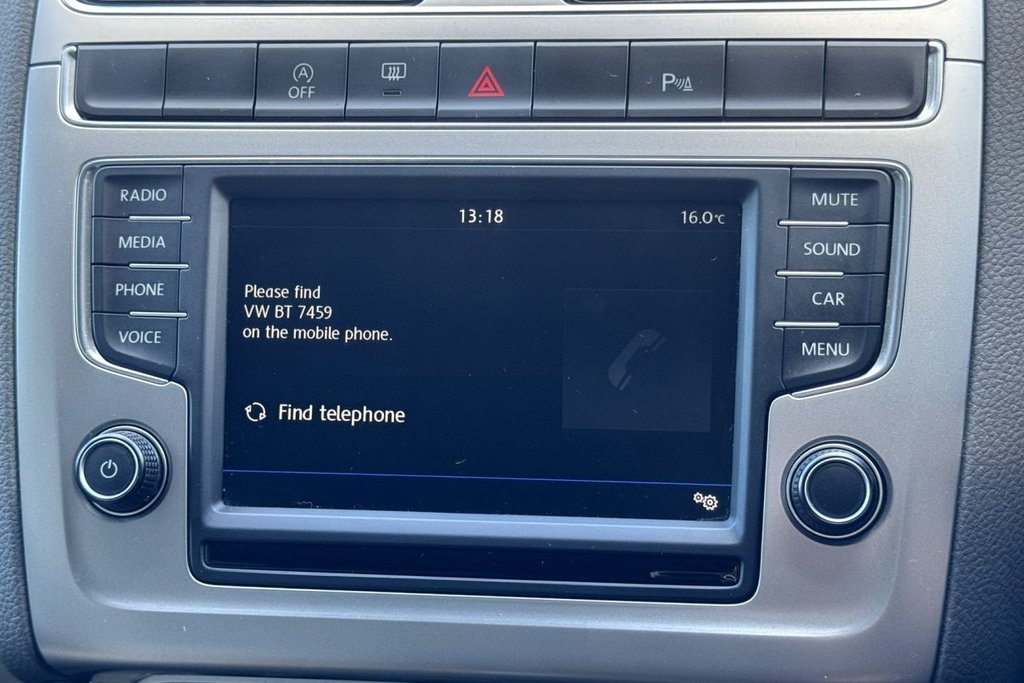 A
OFF
P
RADIO
MEDIA
PHONE
VOICE
13:18
16.0°C
Please find
VW BT 7459
on the mobile phone.
Find telephone
MUTE
SOUND
CAR
MENU